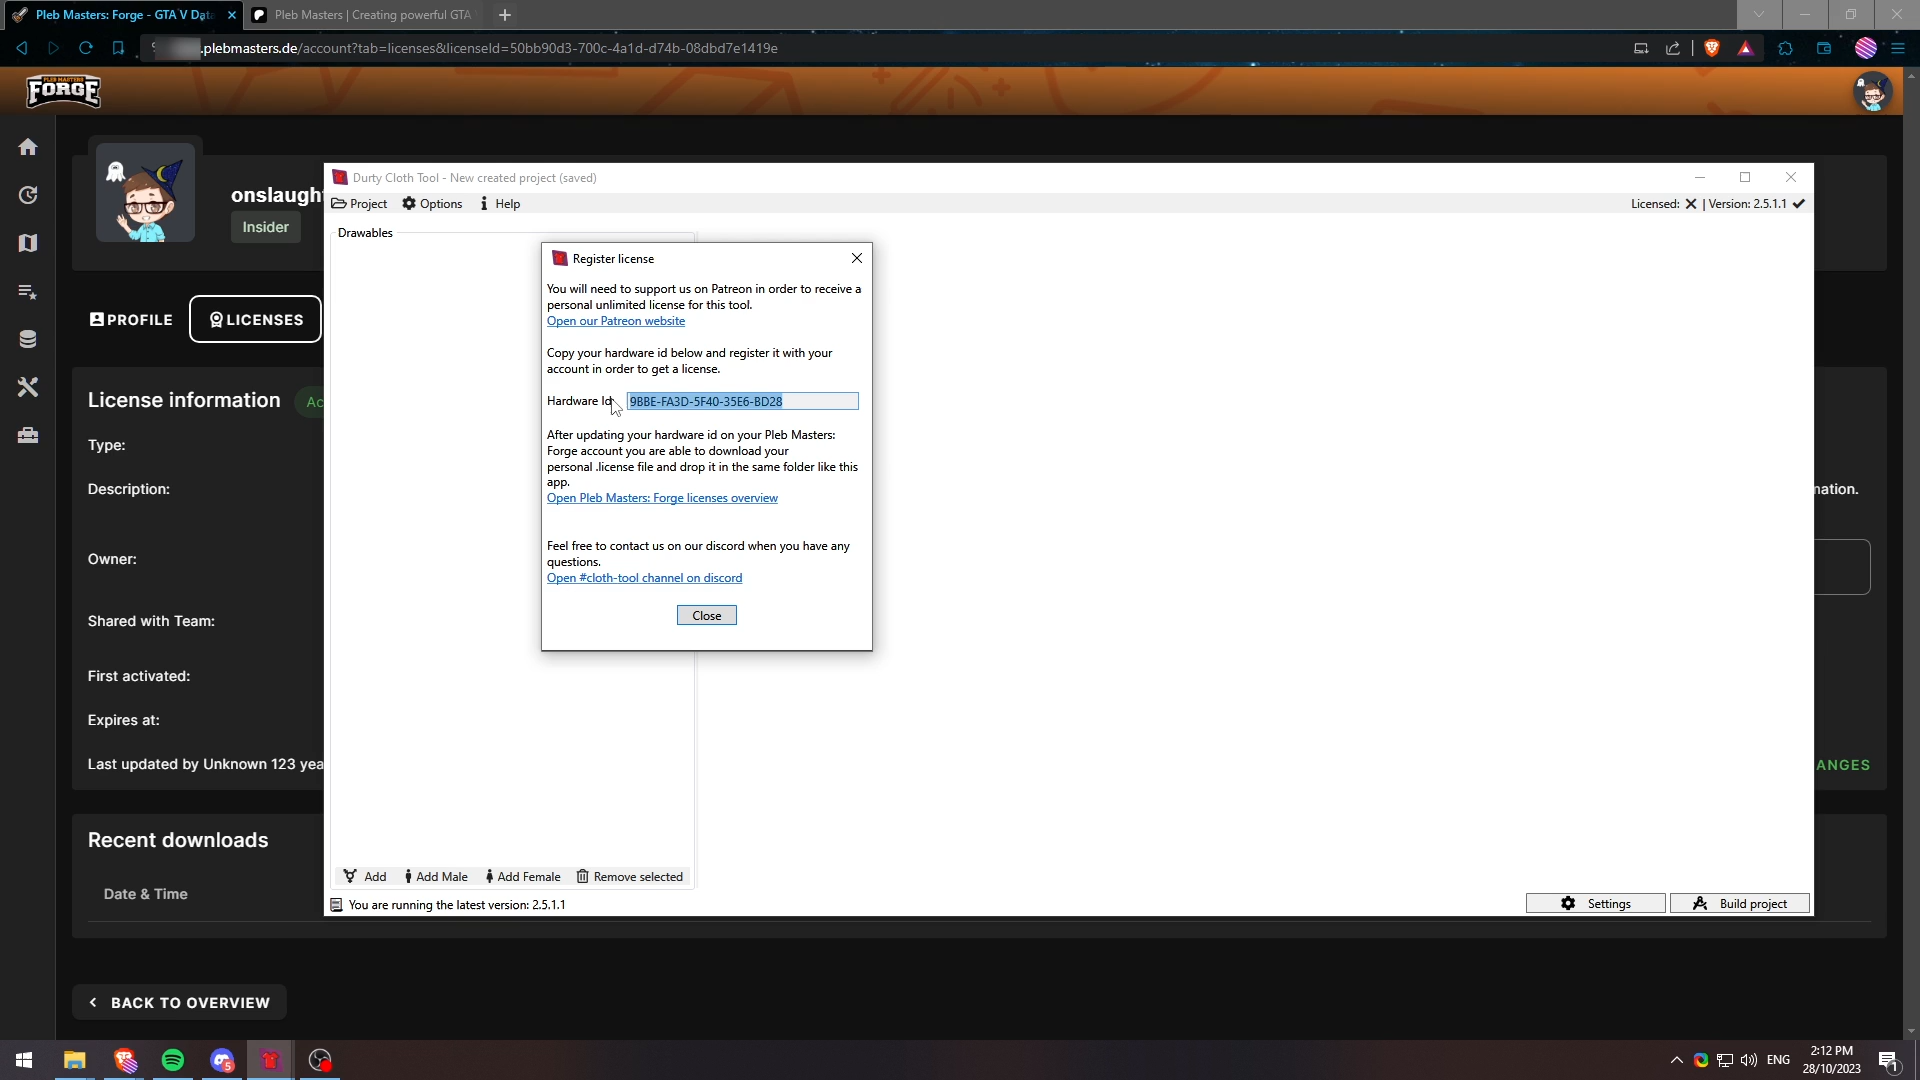 Pleb Masters: Forge - GTA V Dat
Pleb Masters | Creating powerful GTA
.plebmasters.de/account?tab=licenses&licenseId=50bb90d3-700c-4a1d-d74b-08dbd7e1419e
PLEB MASTERS
FORGE
onslaugh
Insider
PROFILE
LICENSES
License information
Ac
Type:
Description:
Owner:
Shared with Team:
First activated:
Expires at:
Last updated by Unknown 123 yea
Recent downloads
Date & Time
BACK TO OVERVIEW
Durty Cloth Tool - New created project (saved)
Project
Options
Help
Licensed: | Version: 2.5.1.1
Drawables
Register license
You will need to support us on Patreon in order to receive a
personal unlimited license for this tool.
Open our Patreon website
Copy your hardware id below and register it with your
account in order to get a license.
Hardware Id
9BBE-FA3D-5F40-35E6-BD28
After updating your hardware id on your Pleb Masters:
Forge account you are able to download your
personal .license file and drop it in the same folder like this
app.
Open Pleb Masters: Forge licenses overview
Feel free to contact us on our discord when you have any
questions.
Open #cloth-tool channel on discord
Close
mation.
ANGES
Add
Add Male
Add Female
Remove selected
You are running the latest version: 2.5.1.1
Settings
Build project
5
ENG
2:12 PM
28/10/2023
1